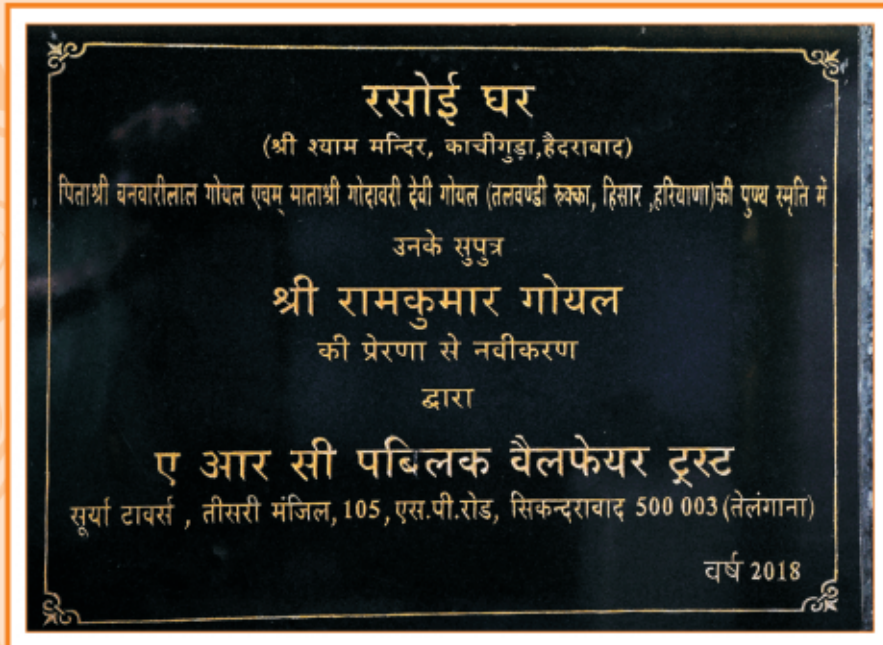 रसोई घर
(श्री श्याम मन्दिर, काचीगुड़ा,हैदराबाद)
पिताश्री बनवारीलाल गोयल एवम् माताश्री गोदावरी देवी गोयल (तलवण्डी रुक्का, हिसार ,हरियाणा)की पुण्य स्मृति में
उनके सुपुत्र
श्री रामकुमार गोयल
की प्रेरणा से नवीकरण
द्वारा
ए आर सी पबिलक वैलफेयर ट्रस्ट
सूर्या टावर्स , तीसरी मंजिल,105,एस.पी.रोड, सिकन्दराबाद 500 003(तेलंगाना)
वर्ष 2018